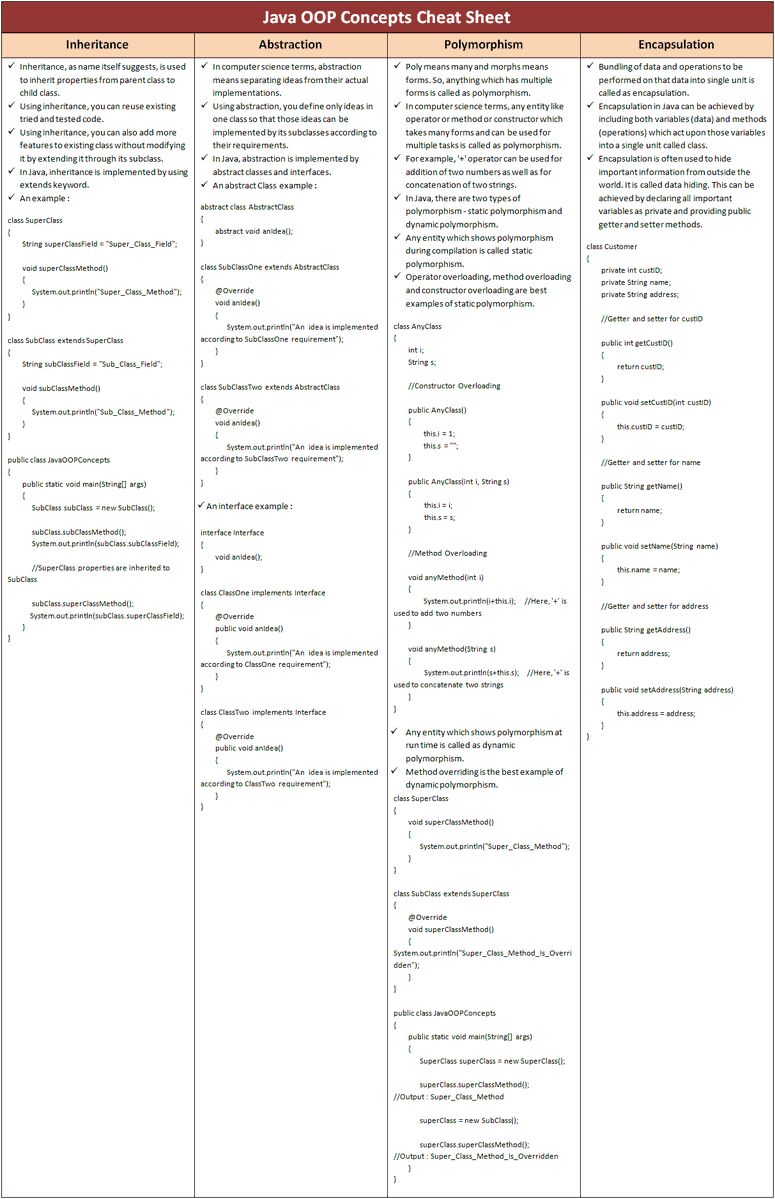 Java OOP Concepts Cheat Sheet
Inheritance
Inheritance, as name itself suggests, is used
to inherit properties from parent class to
child class.
Using inheritance, you can reuse existing
tried and tested code.
Using inheritance, you can also add more
features to existing class without modifying
it by extending it through its subclass.
In Java, inheritance is implemented by using
extends keyword.
An example :
class SuperClass
{
String superClassField = "Super_Class_Field";
void superClassMethod()
{
System.out.println("Super_Class_Method");
}
}
class SubClass extends SuperClass
{
String subClassField = "Sub_Class_Field";
void subClassMethod()
{
System.out.println("Sub_Class_Method");
}
}
public class JavaOOPConcepts
{
public static void main(String[] args)
{
SubClass subClass = new SubClass();
subClass.subClassMethod();
System.out.println(subClass.subClassField);
//SuperClass properties are inherited to
SubClass
subClass.superClassMethod();
System.out.println(subClass.superClassField);
}
}
Abstraction
In computer science terms, abstraction
means separating ideas from their actual
implementations.
Using abstraction, you define only ideas in
one class so that those ideas can be
implemented by its subclasses according to
their requirements.
In Java, abstraction is implemented by
abstract classes and interfaces.
An abstract Class example :
abstract class AbstractClass
{
abstract void anIdea();
}
class SubClassOne extends AbstractClass
{
@Override
void anIdea()
{
System.out.println("An idea is implemented
according to SubClassOne requirement");
}
}
class SubClassTwo extends AbstractClass
{
@Override
void anIdea()
{
System.out.println("An idea is implemented
according to SubClassTwo requirement");
}
}
An interface example :
interface Interface
{
void anIdea();
}
class ClassOne implements Interface
{
@Override
public void anIdea()
{
System.out.println("An idea is implemented
according to ClassOne requirement");
}
}
class ClassTwo implements Interface
{
@Override
public void anIdea()
{
System.out.println("An idea is implemented
according to ClassTwo requirement");
}
}
Polymorphism
Poly means many and morphs means
forms. So, anything which has multiple
forms is called as polymorphism.
In computer science terms, any entity like
operator or method or constructor which
takes many forms and can be used for
multiple tasks is called as polymorphism.
For example, '+' operator can be used for
addition of two numbers as well as for
concatenation of two strings.
In Java, there are two types of
polymorphism - static polymorphism and
dynamic polymorphism.
Any entity which shows polymorphism
during compilation is called static
polymorphism.
Operator overloading, method overloading
and constructor overloading are best
examples of static polymorphism.
class AnyClass
{
int i;
String s;
//Constructor Overloading
public AnyClass()
{
this.i = 1;
this.s = "";
}
public AnyClass(int i, String s)
{
this.i = i;
this.s = s;
}
//Method Overloading
void anyMethod(int i)
{
System.out.println(i+this.i); //Here, '+' is
used to add two numbers
}
void anyMethod(String s)
{
System.out.println(s+this.s); //Here, '+' is
used to concatenate two strings
}
}
Any entity which shows polymorphism at
run time is called as dynamic
polymorphism.
Method overriding is the best example of
dynamic polymorphism.
class SuperClass
{
void superClassMethod()
{
System.out.println("Super_Class_Method");
}
}
class SubClass extends SuperClass
{
@Override
void superClassMethod()
{
System.out.println("Super_Class_Method_Is_Overri
dden");
}
}
public class JavaOOPConcepts
{
public static void main(String[] args)
{
SuperClass superClass = new SuperClass();
superClass.superClassMethod();
//Output : Super_Class_Method
superClass = new SubClass();
superClass.superClassMethod();
//Output : Super_Class_Method_Is_Overridden
}
}
Encapsulation
Bundling of data and operations to be
performed on that data into single unit is
called as encapsulation.
Encapsulation in Java can be achieved by
including both variables (data) and methods
(operations) which act upon those variables
into a single unit called class.
Encapsulation is often used to hide
important information from outside the
world. It is called data hiding. This can be
achieved by declaring all important
variables as private and providing public
getter and setter methods.
class Customer
{
private int custID;
private String name;
private String address;
//Getter and setter for custID
public int getCustID()
{
return custID;
}
public void setCustID(int custID)
{
this.custID = custID;
}
//Getter and setter for name
public String getName()
{
return name;
}
public void setName(String name)
{
this.name = name;
}
//Getter and setter for address
public String getAddress()
{
return address;
}
public void setAddress(String address)
{
this.address = address;
}
}